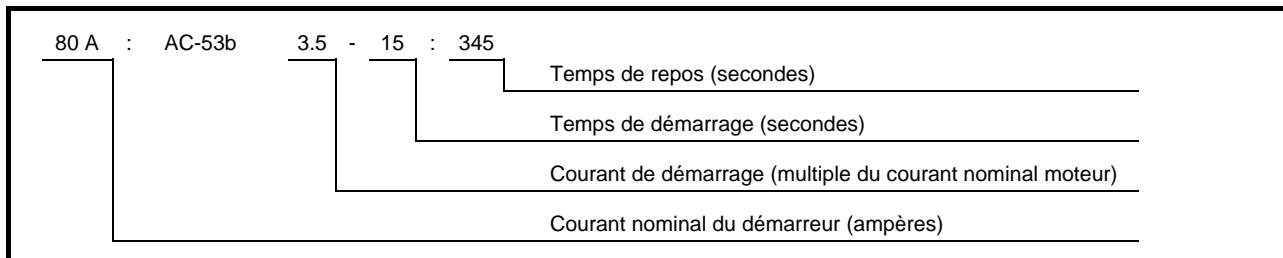 80 A : AC-53b 3.5 - 15 : 345
Temps de repos (secondes)
Temps de démarrage (secondes)
Courant de démarrage (multiple du courant nominal moteur)
Courant nominal du démarreur (ampères)